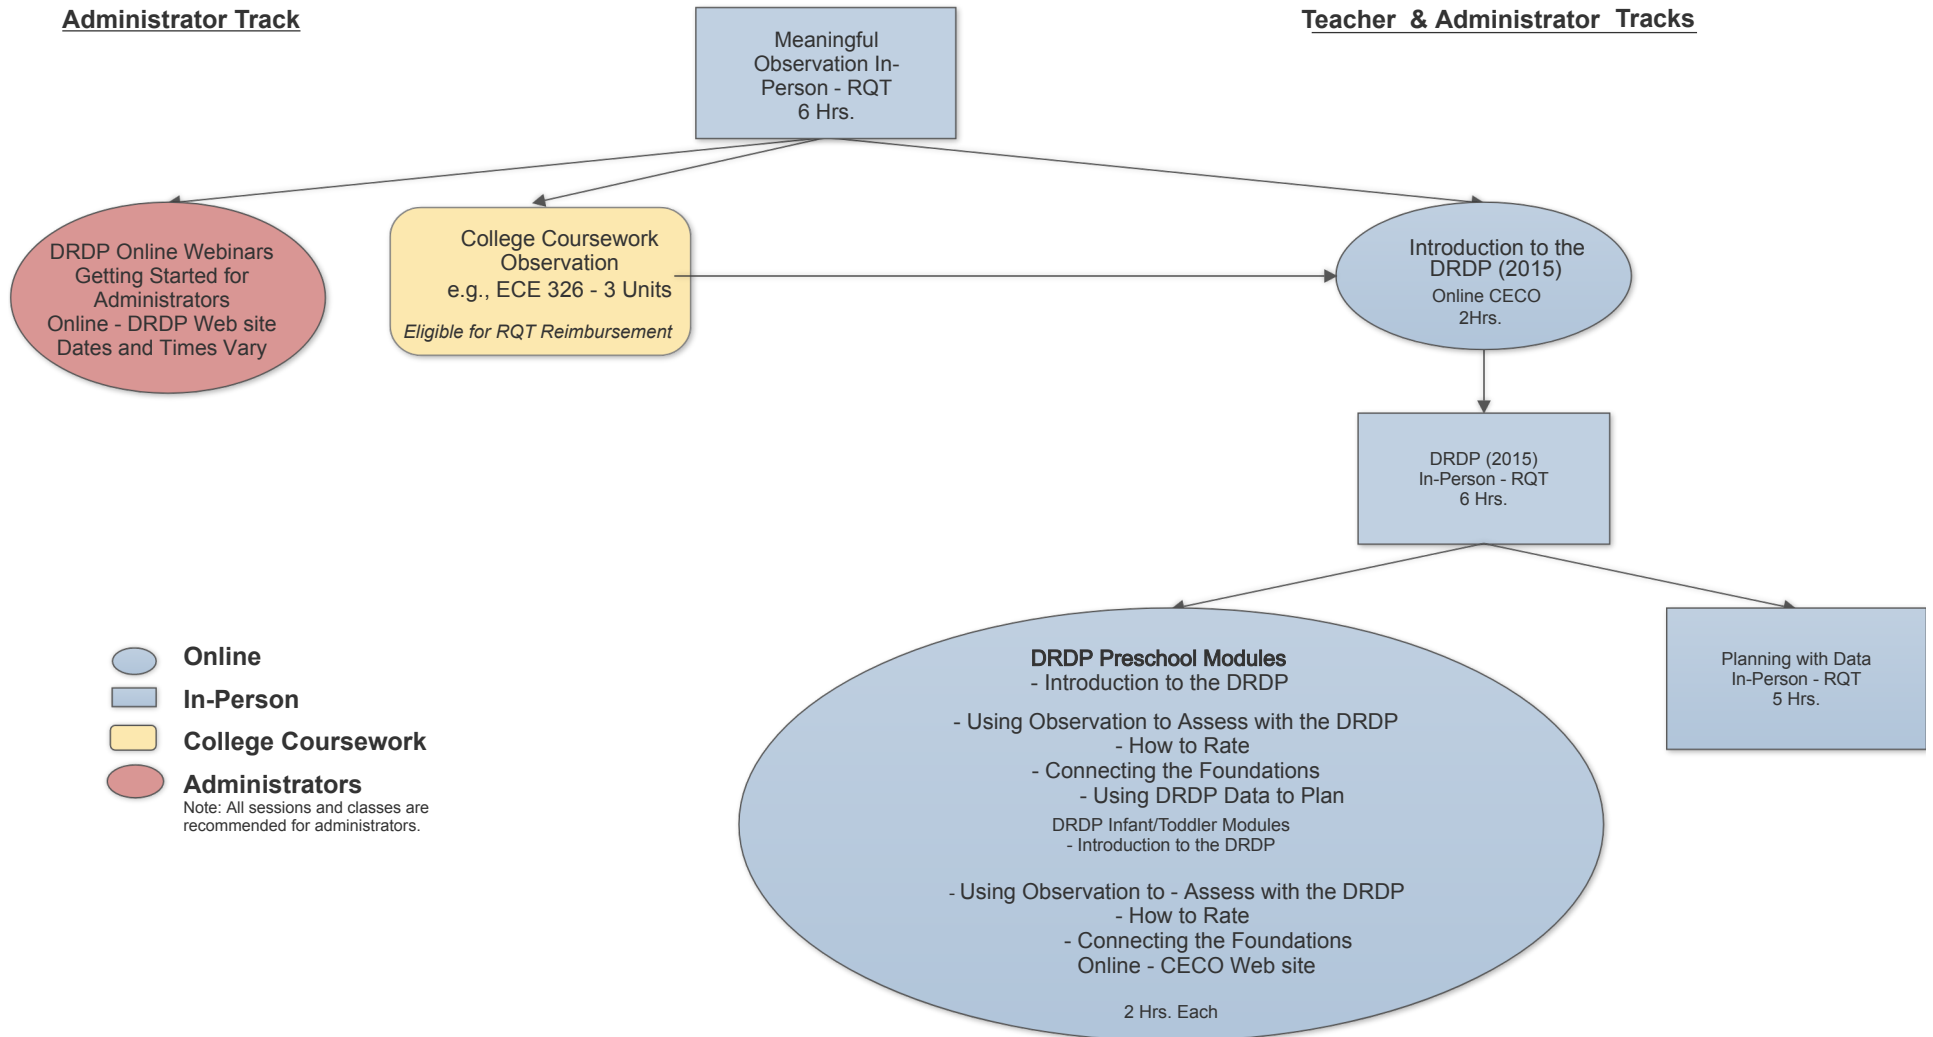 Administrator Track
Teacher & Administrator Tracks
Meaningful
Observation In-
Person - RQT
6 Hrs.
DRDP Online Webinars
Getting Started for
Administrators
Online - DRDP Web site
Dates and Times Vary
College Coursework
Observation
e.g., ECE 326 - 3 Units
Eligible for RQT Reimbursement
Introduction to the
DRDP (2015)
Online CECO
2Hrs.
DRDP (2015)
In-Person - RQT
6 Hrs.
DRDP Preschool Modules
- Introduction to the DRDP
- Using Observation to Assess with the DRDP
- How to Rate
- Connecting the Foundations
- Using DRDP Data to Plan
DRDP Infant/Toddler Modules
- Introduction to the DRDP
- Using Observation to - Assess with the DRDP
- How to Rate
- Connecting the Foundations
Online - CECO Web site
2 Hrs. Each
Planning with Data
In-Person - RQT
5 Hrs.
Online
In-Person
College Coursework
Administrators
Note: All sessions and classes are
recommended for administrators.